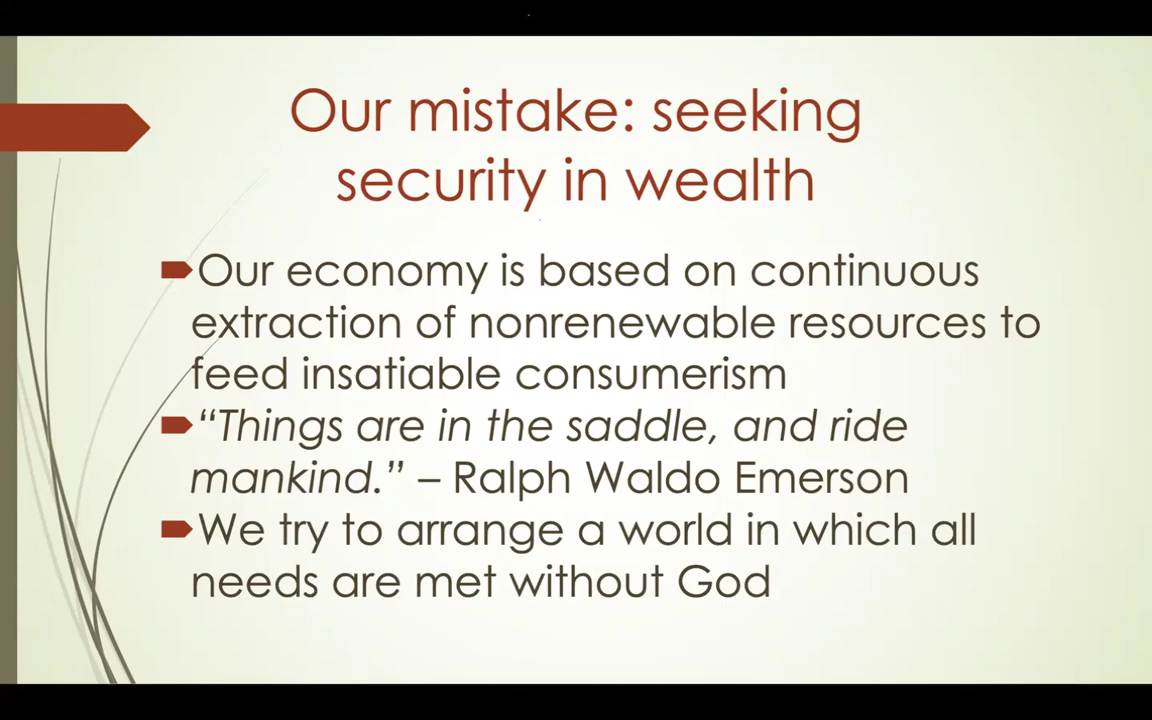 Our mistake: seeking
security in wealth
Our economy is based on continuous
extraction of nonrenewable resources to
feed insatiable consumerism
“Things are in the saddle, and ride
mankind.” – Ralph Waldo Emerson
We try to arrange a world in which all
needs are met without God